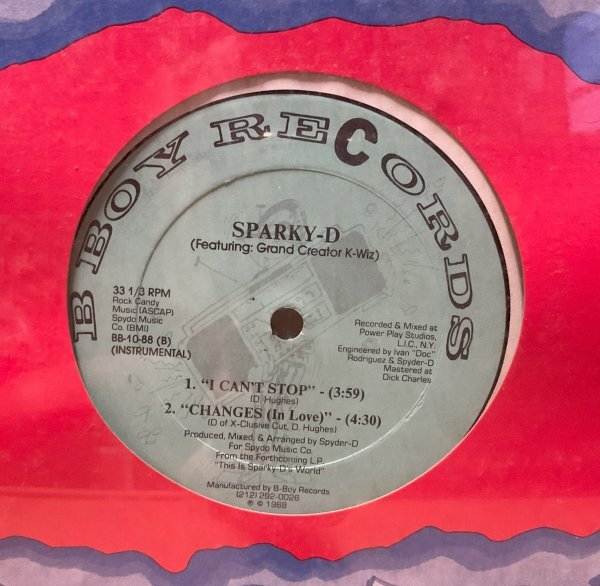 B BOY RECORDS
SPARKY-D
(Featuring: Grand Creator K-Wiz)
33 1/3 RPM
Rock Candy
Music (ASCAP)
Spydo Music
Co. (BMI)
BB-10-88 (B)
(INSTRUMENTAL)
Recorded & Mixed at
Power Play Studios,
L.I.C., N.Y.
Engineered by Ivan "Doc"
Rodriguez & Spyder-D
Mastered at
Dick Charles
1. "I CAN'T STOP" - (3:59)
(D. Hughes)
2. "CHANGES (In Love)" - (4:30)
(D of X-Clusive Cut, D. Hughes)
Produced, Mixed, & Arranged by Spyder-D
For Spydo Music Co.
From the Forthcoming L.P.
"This Is Sparky-D's World"
Manufactured by B-Boy Records
(212) 292-0026
℗ © 1988